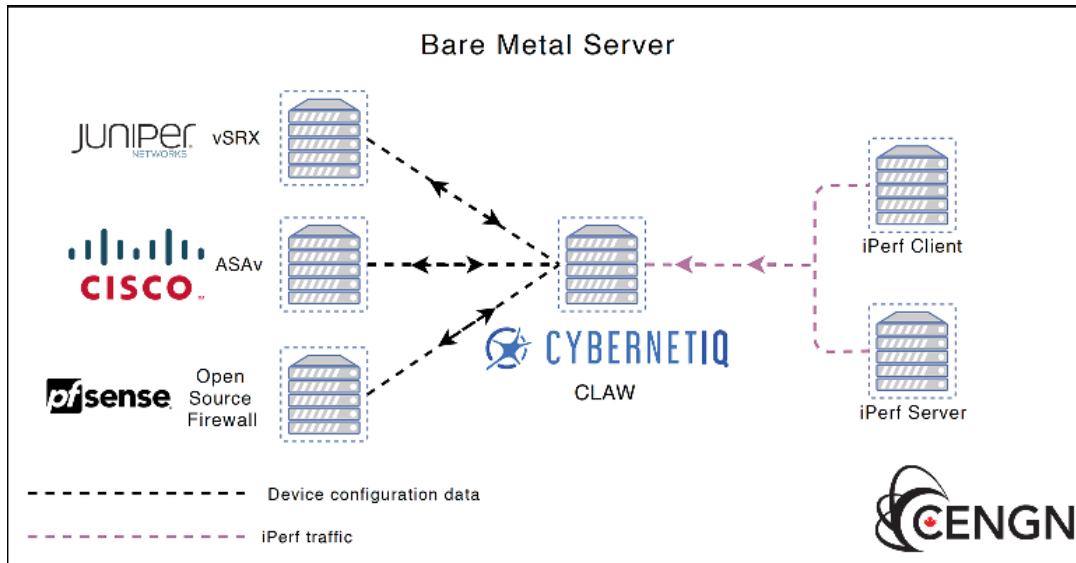 Bare Metal Server
JUNIPER
NETWORKS
vSRX
CISCO
ASAv
pfsense
Open
Source
Firewall
CYBERNETIQ
CLAW
iPerf Client
iPerf Server
Device configuration data
iPerf traffic
CENGN